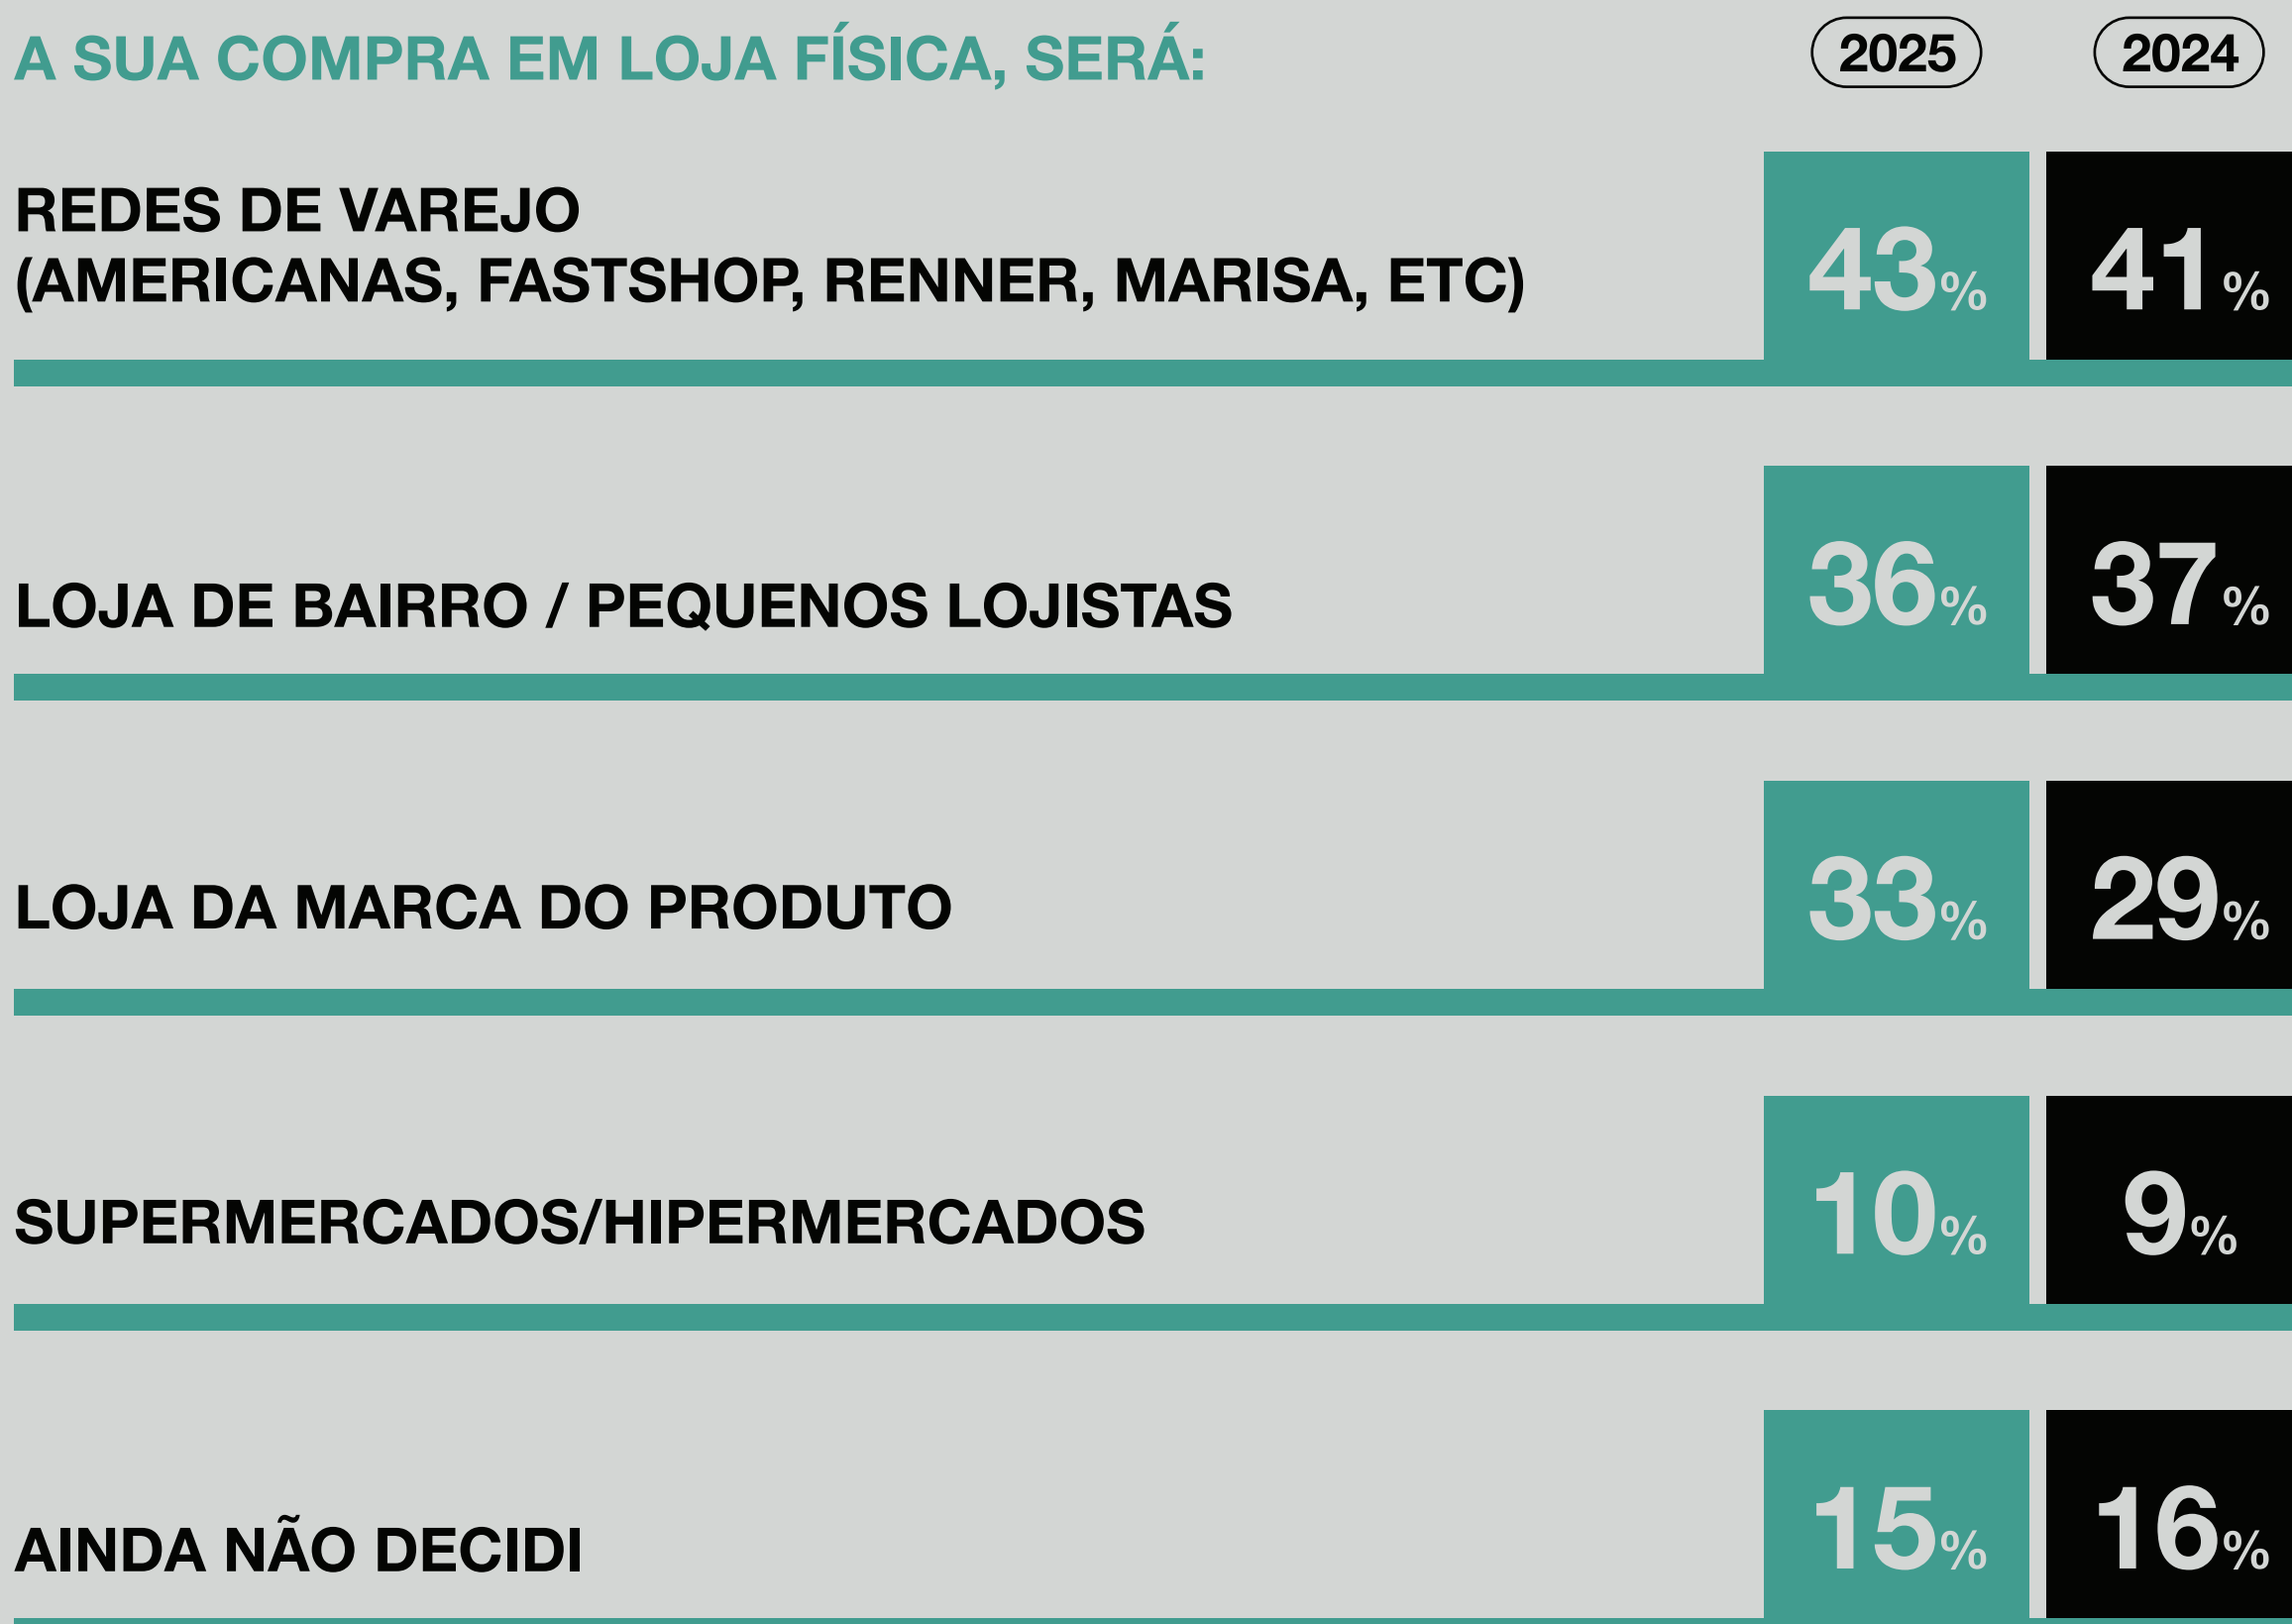 A SUA COMPRA EM LOJA FÍSICA, SERÁ: 2025 2024
REDES DE VAREJO
(AMERICANAS, FASTSHOP, RENNER, MARISA, ETC) 43% 41%
LOJA DE BAIRRO / PEQUENOS LOJISTAS 36% 37%
LOJA DA MARCA DO PRODUTO 33% 29%
SUPERMERCADOS/HIPERMERCADOS 10% 9%
AINDA NÃO DECIDI 15% 16%